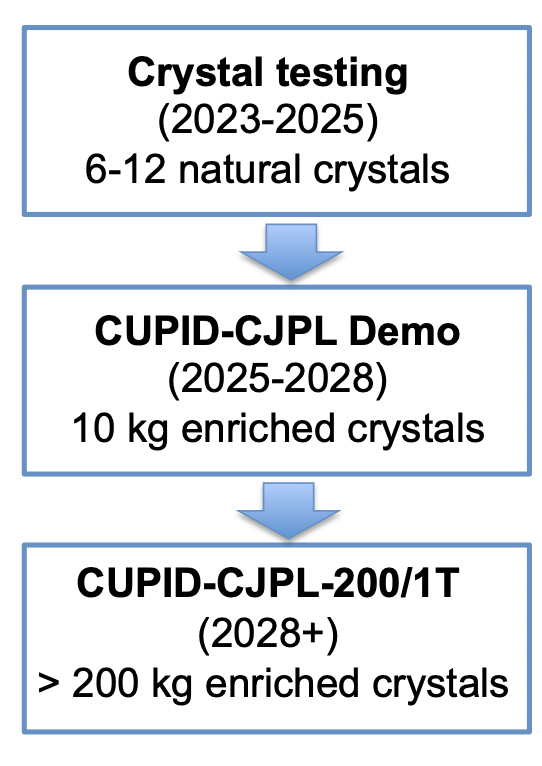 Crystal testing
(2023-2025)
6-12 natural crystals
CUPID-CJPL Demo
(2025-2028)
10 kg enriched crystals
CUPID-CJPL-200/1T
(2028+)
> 200 kg enriched crystals